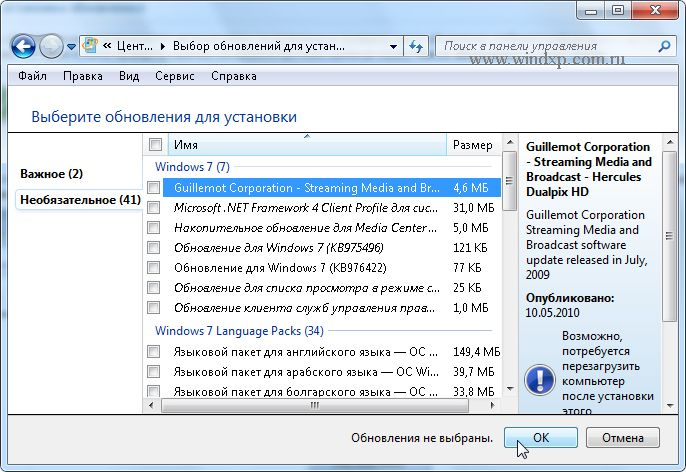 Цент...
Выбор обновлений для устан...
Поиск в панели управления
www.windxp.com.ru
Файл Правка Вид Сервис Справка
Выберите обновления для установки
Важное (2)
Необязательное (41)
Имя Размер
Windows 7 (7)
Guillemot Corporation - Streaming Media and Br... 4,6 МБ
Microsoft .NET Framework 4 Client Profile для сис... 31,0 МБ
Накопительное обновление для Media Center ... 5,0 МБ
Обновление для Windows 7 (KB975496) 121 КБ
Обновление для Windows 7 (KB976422) 77 КБ
Обновление для списка просмотра в режиме с... 25 КБ
Обновление клиента служб управления прав... 1,0 МБ
Windows 7 Language Packs (34)
Языковой пакет для английского языка — ОС ... 149,4 МБ
Языковой пакет для арабского языка — ОС Wi... 39,7 МБ
Языковой пакет для болгарского языка — ОС ... 33,8 МБ
Guillemot Corporation
- Streaming Media and
Broadcast - Hercules
Dualpix HD
Guillemot Corporation
Streaming Media and
Broadcast software
update released in July,
2009
Опубликовано:
10.05.2010
Возможно,
потребуется
перезагрузить
компьютер
после установки
этого
Обновления не выбраны.
ОК
Отмена